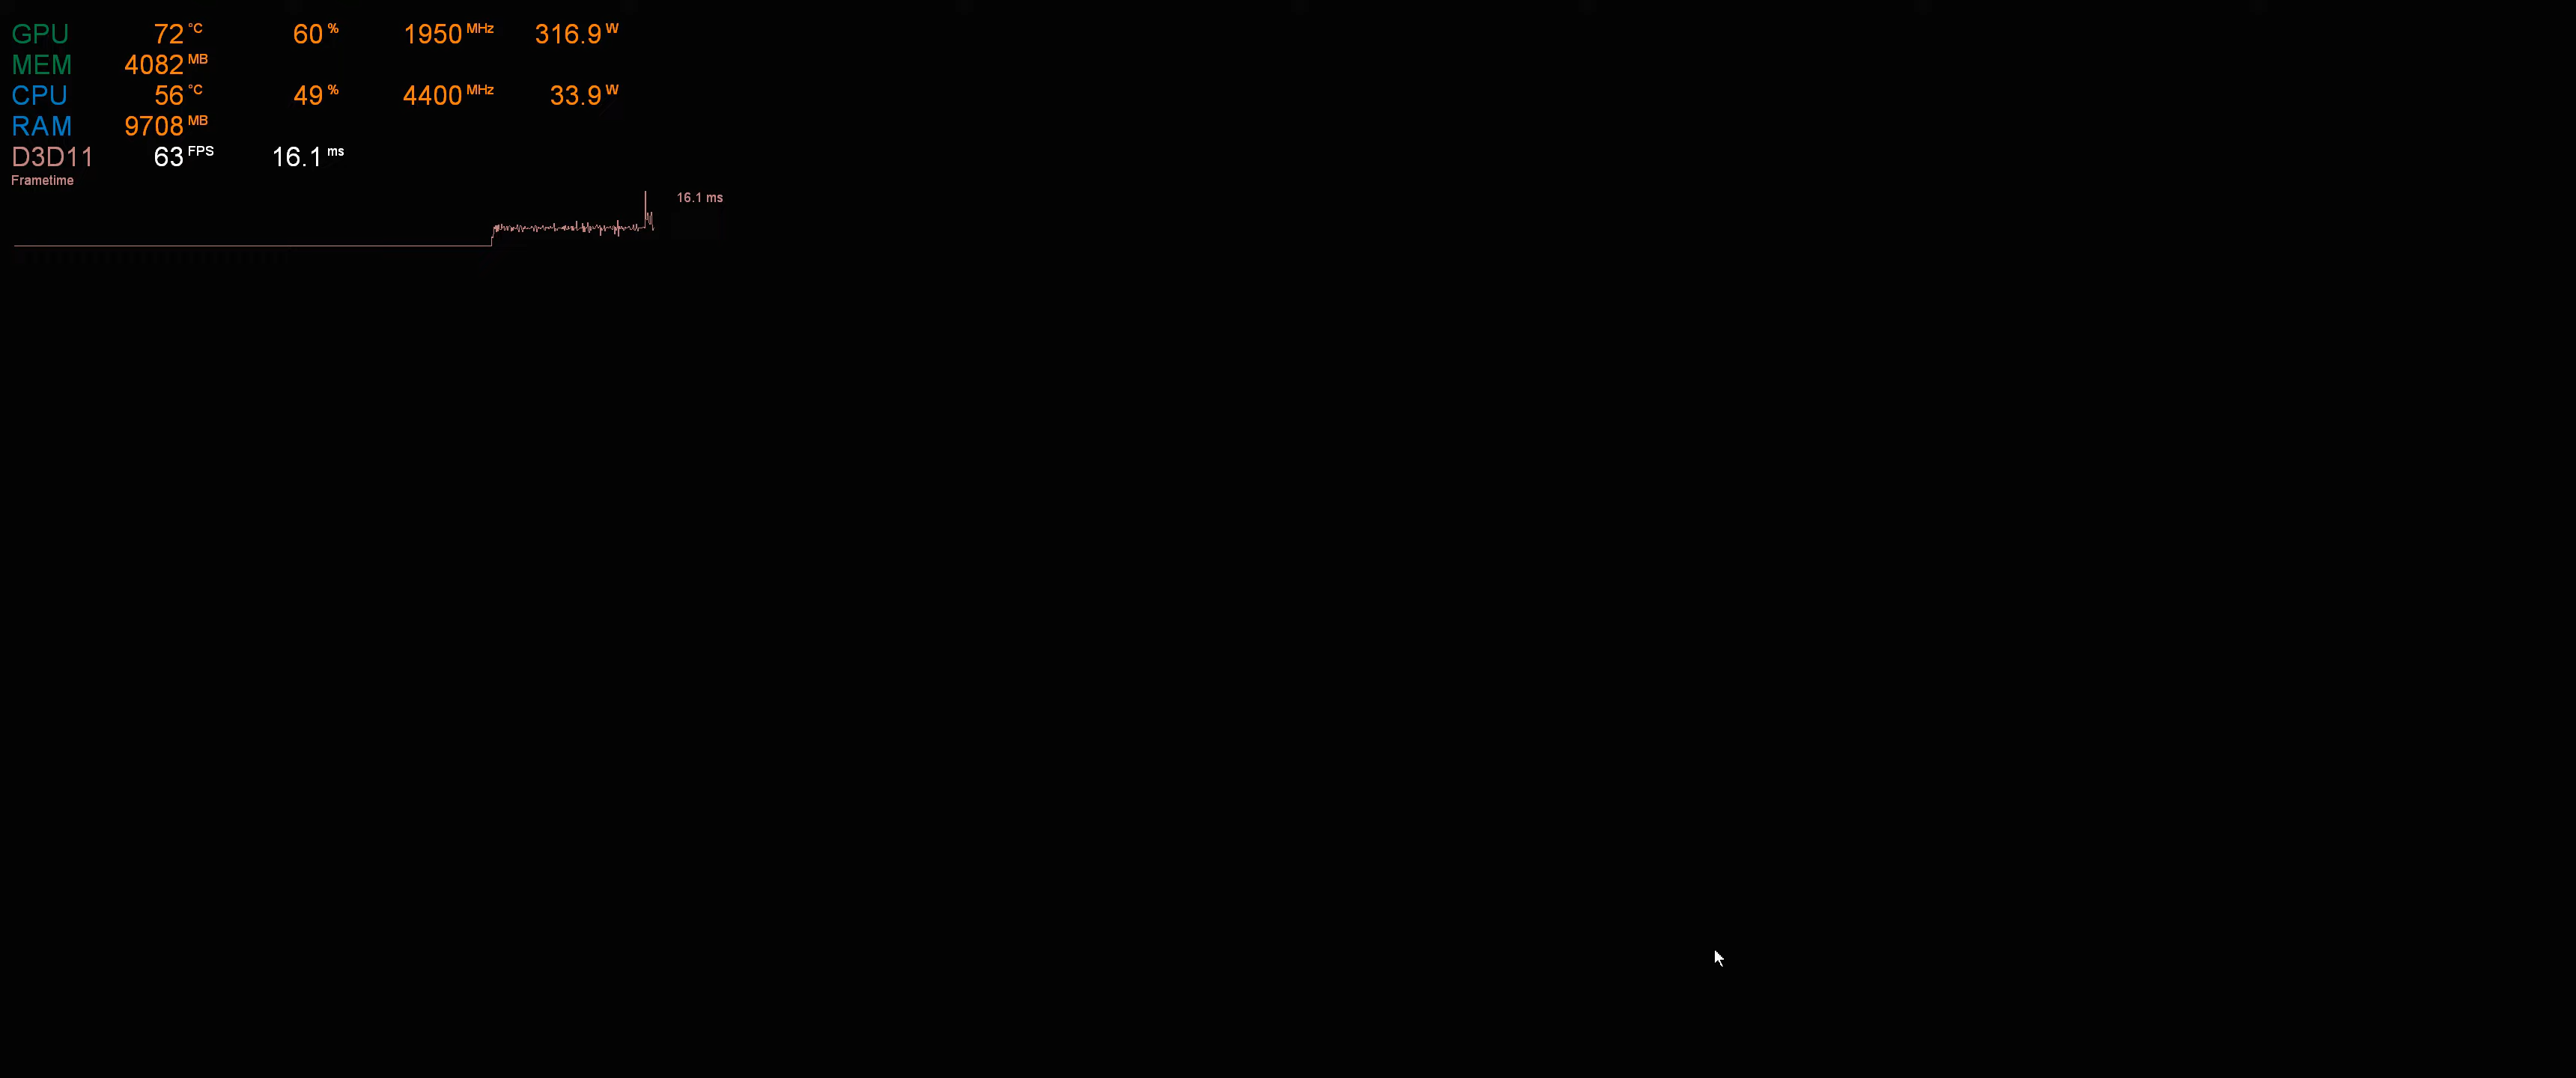 GPU 72 °C 60 % 1950 MHz 316.9 W
MEM 4082 MB
CPU 56 °C 49 % 4400 MHz 33.9 W
RAM 9708 MB
D3D11 63 FPS 16.1 ms
Frametime
16.1 ms